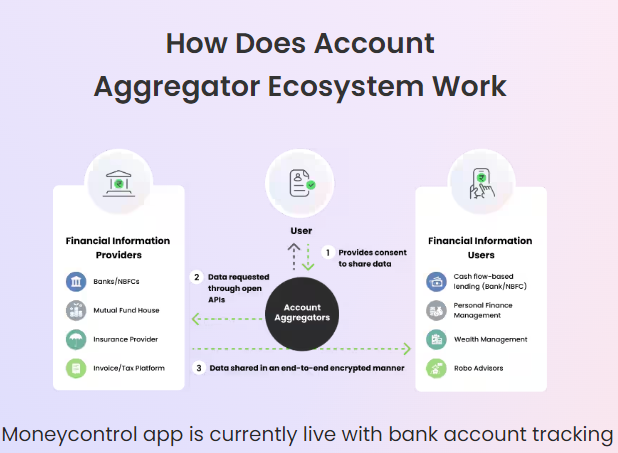 How Does Account
Aggregator Ecosystem Work
User
Financial Information
Providers
Banks/NBFCs
Mutual Fund House
Insurance Provider
Invoice/Tax Platform
1 Provides consent
to share data
2 Data requested
through open
APIs
Account
Aggregators
3 Data shared in an end-to-end encrypted manner
Financial Information
Users
Cash flow-based
lending (Bank/NBFC)
Personal Finance
Management
Wealth Management
Robo Advisors
Moneycontrol app is currently live with bank account tracking